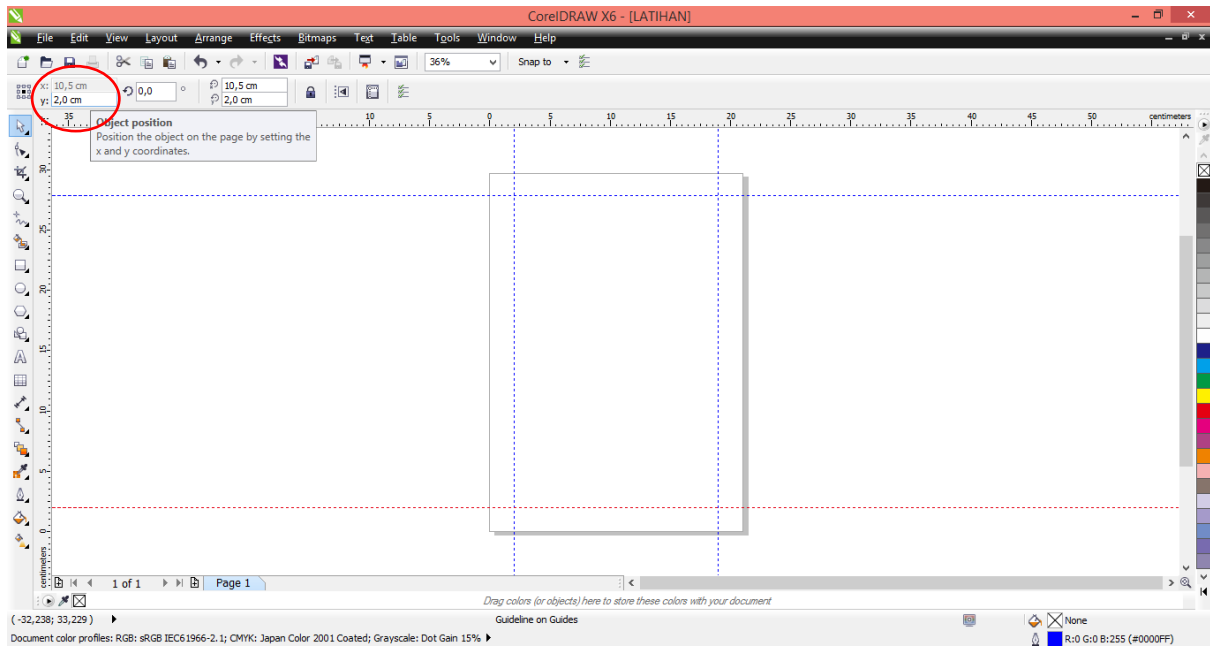 CorelDRAW X6 - [LATIHAN]
File Edit View Layout Arrange Effects Bitmaps Text Table Tools Window Help
36% Snap to
x: 10,5 cm
y: 2,0 cm
0,0 °
10,5 cm
2,0 cm
35 10 5 0 5 10 15 20 25 30 35 40 45 50 centimeters
Object position
Position the object on the page by setting the
x and y coordinates.
30
25
20
15
10
5
0
centimeters
1 of 1 Page 1
Drag colors (or objects) here to store these colors with your document
( -32,238; 33,229 ) Guideline on Guides None
Document color profiles: RGB: sRGB IEC61966-2.1; CMYK: Japan Color 2001 Coated; Grayscale: Dot Gain 15% R:0 G:0 B:255 (#0000FF)